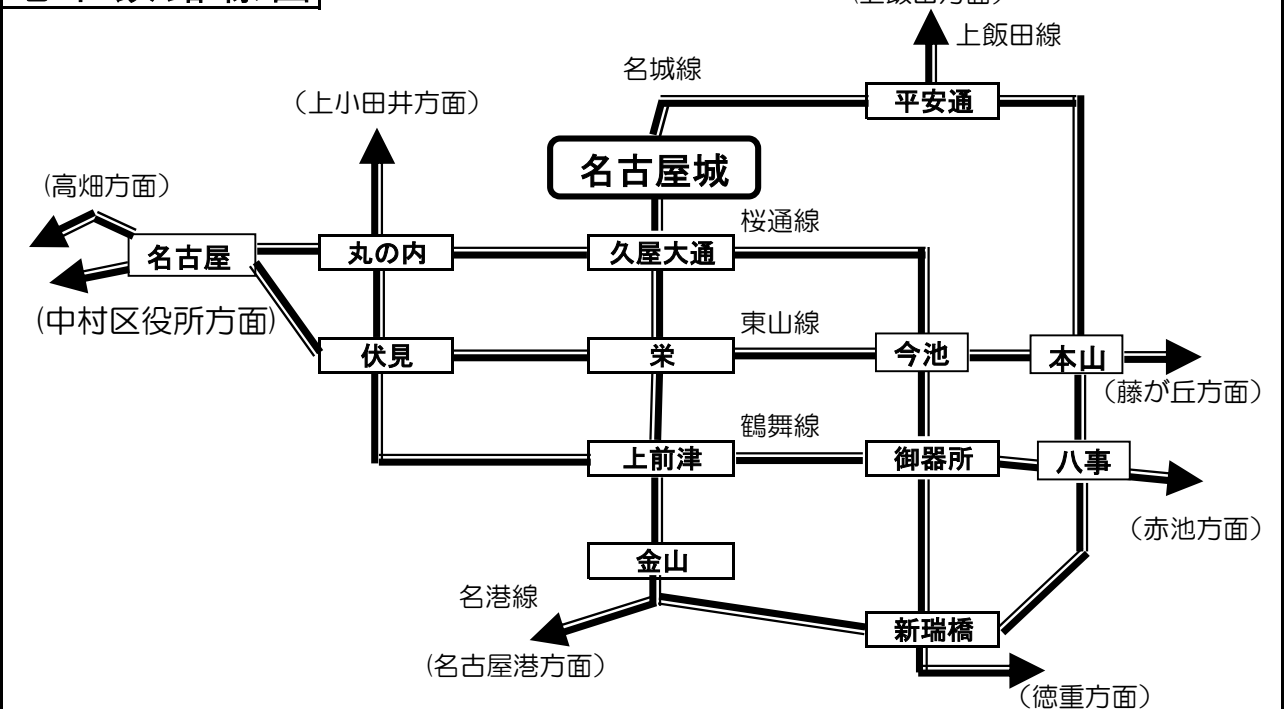 上飯田線
名城線
平安通
（上小田井方面）
名古屋城
(高畑方面）
桜通線
名古屋
丸の内
久屋大通
(中村区役所方面)
東山線
伏見
栄
今池
本山
（藤が丘方面）
鶴舞線
上前津
御器所
八事
（赤池方面）
金山
名港線
新瑞橋
(名古屋港方面）
（徳重方面）